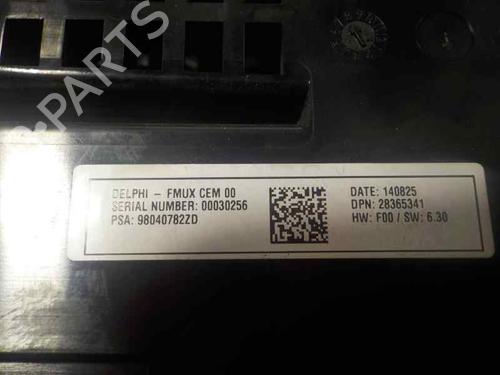 DELPHI - FMUX CEM 00
SERIAL NUMBER: 00030256
PSA: 98040782ZD
DATE: 140825
DPN: 28365341
HW: F00 / SW: 6.30
B-PARTS